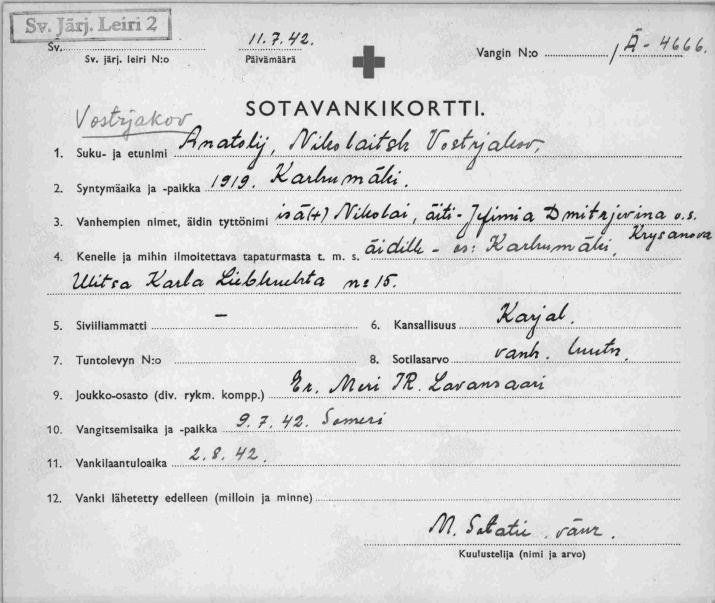 Sv. Järj. Leiri 2
Sv. 11.7.42. Vangin N:o / Ä - 4666.
Sv. järj. leiri N:o Päivämäärä
SOTAVANKIKORTTI.
Vostrjakov
1. Suku- ja etunimi Anatolij, Nikolaitsh Vostrjakov,
2. Syntymäaika ja -paikka 1919. Karhumäki.
3. Vanhempien nimet, äidin tyttönimi isä(+) Nikolai, äiti - Jefimia Dmitrjevina o.s. Krysanova
4. Kenelle ja mihin ilmoitettava tapaturmasta t. m. s. äidille - os: Karhumäki,
Ulitsa Karla Liebknehta n:o 15.
5. Siviiliammatti — 6. Kansallisuus Karjal.
7. Tuntolevyn N:o 8. Sotilasarvo vanh. luutn.
9. Joukko-osasto (div. rykm. kompp.) Er. Meri JR. Lavansaari
10. Vangitsemisaika ja -paikka 9.7.42. Someri
11. Vankilaantuloaika 2.8.42.
12. Vanki lähetetty edelleen (milloin ja minne)
M. vänr.
Kuulustelija (nimi ja arvo)